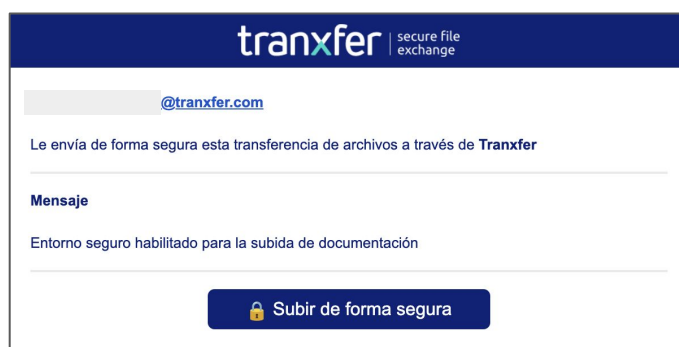 tranxfer secure file
exchange
@tranxfer.com
Le envía de forma segura esta transferencia de archivos a través de Tranxfer
Mensaje
Entorno seguro habilitado para la subida de documentación
Subir de forma segura